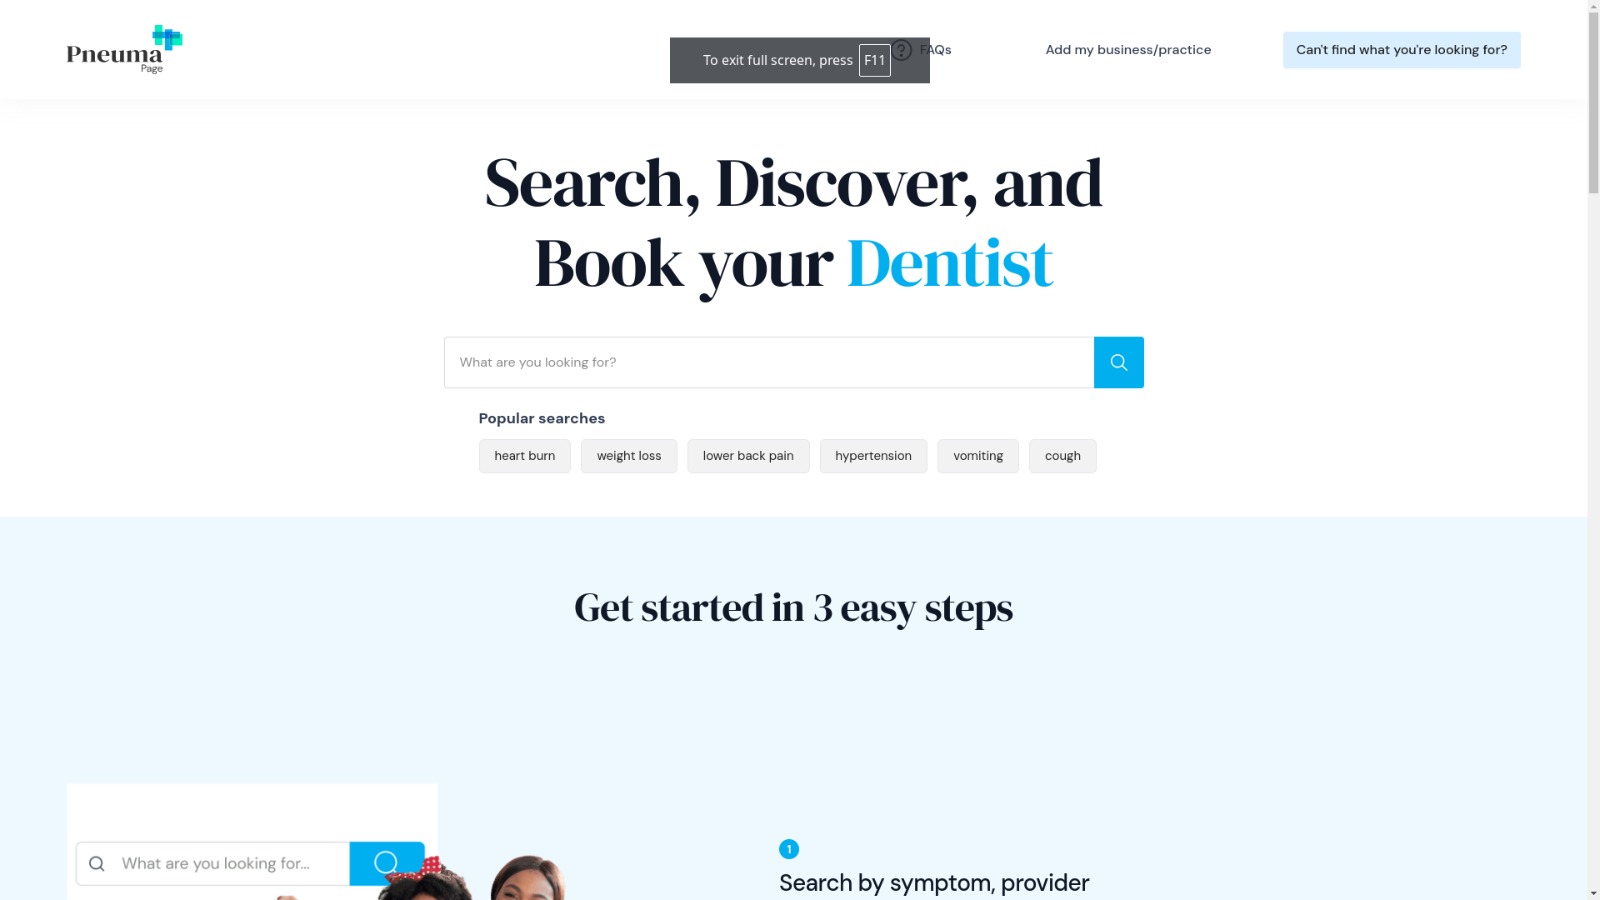 Pneuma
Page
To exit full screen, press F11
FAQs
Add my business/practice
Can't find what you're looking for?
Search, Discover, and
Book your Dentist
What are you looking for?
Popular searches
heart burn
weight loss
lower back pain
hypertension
vomiting
cough
Get started in 3 easy steps
What are you looking for...
1
Search by symptom, provider